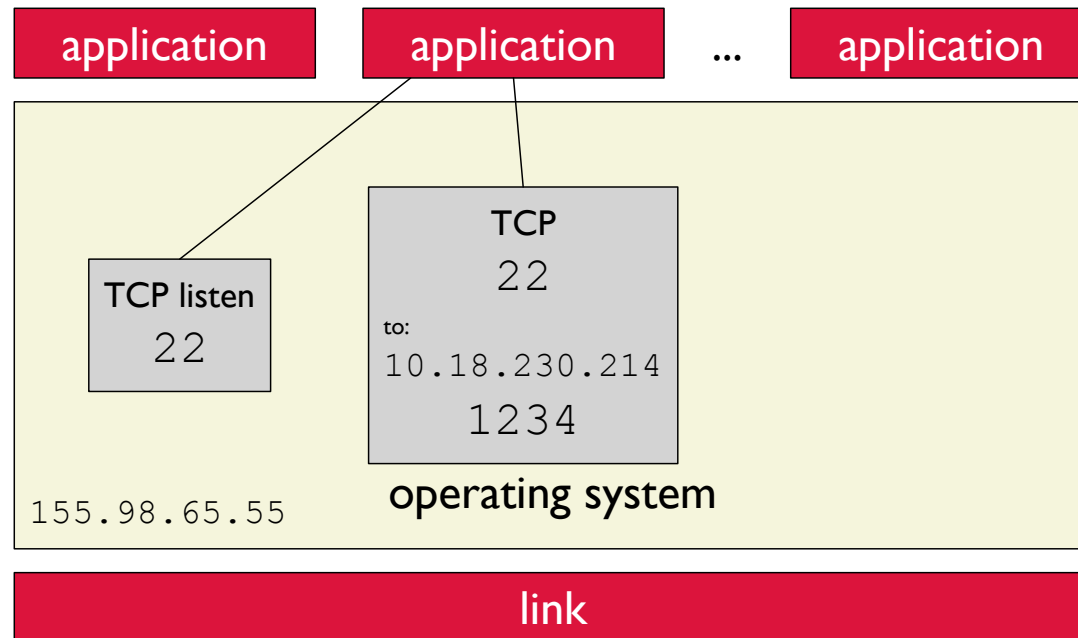 application
application
...
application
TCP listen
22
TCP
22
to:
10.18.230.214
1234
155.98.65.55
operating system
link